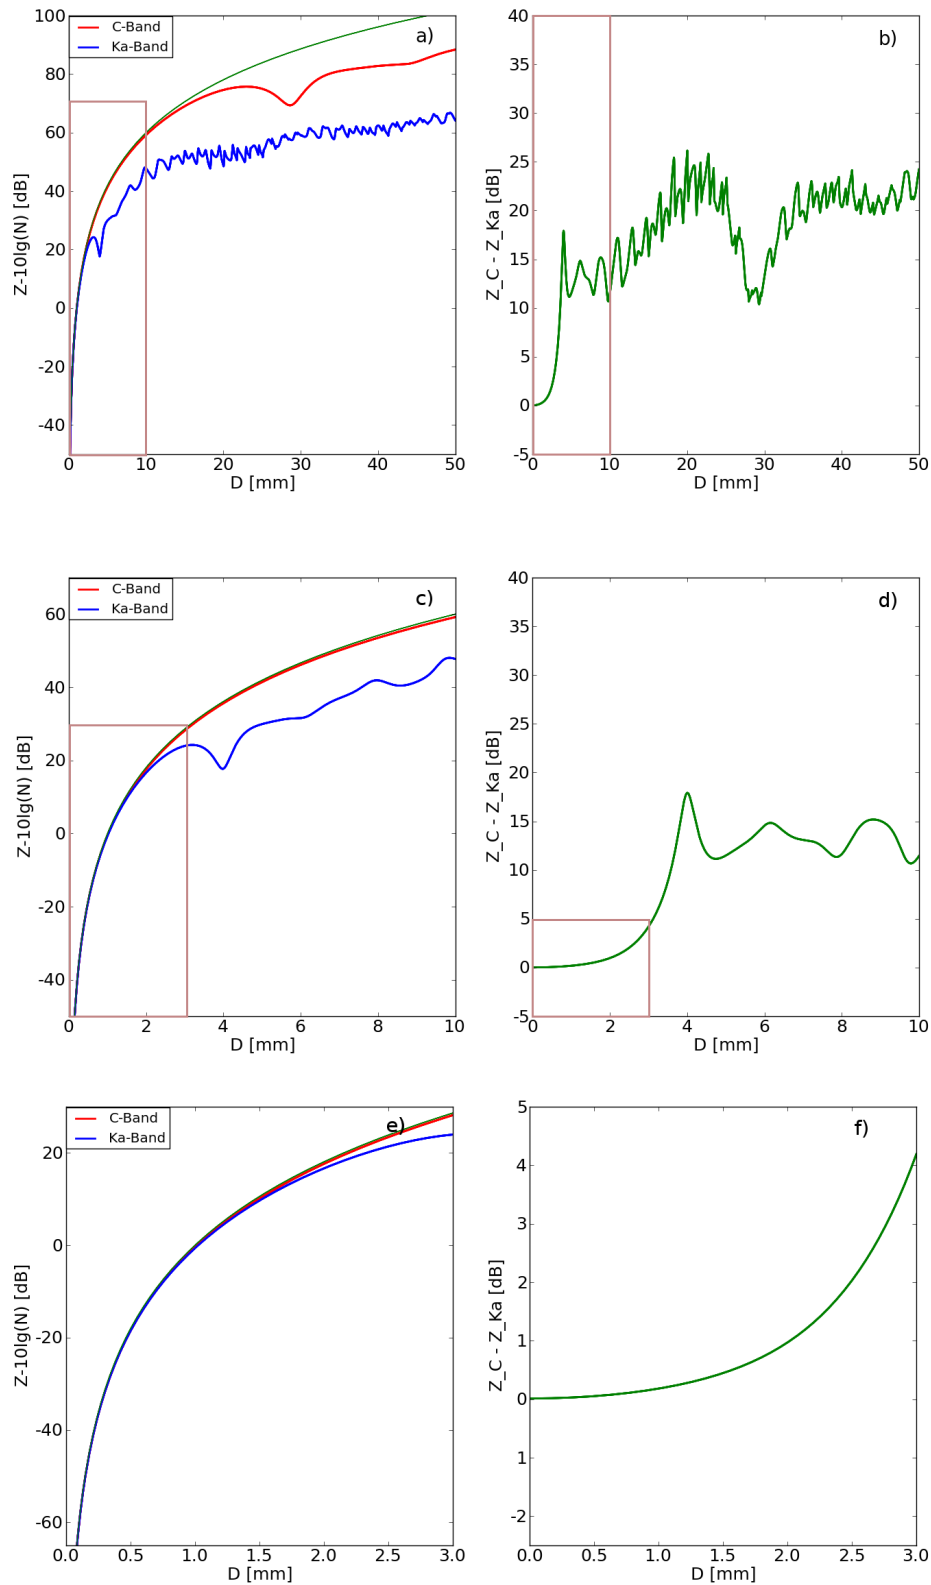 C-Band
Ka-Band
a)
100
80
60
40
20
0
-20
-40
Z-10lg(N) [dB]
0 10 20 30 40 50
D [mm]
b)
40
35
30
25
20
15
10
5
0
-5
Z_C - Z_Ka [dB]
0 10 20 30 40 50
D [mm]
C-Band
Ka-Band
c)
60
40
20
0
-20
-40
Z-10lg(N) [dB]
0 2 4 6 8 10
D [mm]
d)
40
35
30
25
20
15
10
5
0
-5
Z_C - Z_Ka [dB]
0 2 4 6 8 10
D [mm]
C-Band
Ka-Band
e)
20
0
-20
-40
-60
Z-10lg(N) [dB]
0.0 0.5 1.0 1.5 2.0 2.5 3.0
D [mm]
f)
5
4
3
2
1
0
1
-2
Z_C - Z_Ka [dB]
0.0 0.5 1.0 1.5 2.0 2.5 3.0
D [mm]